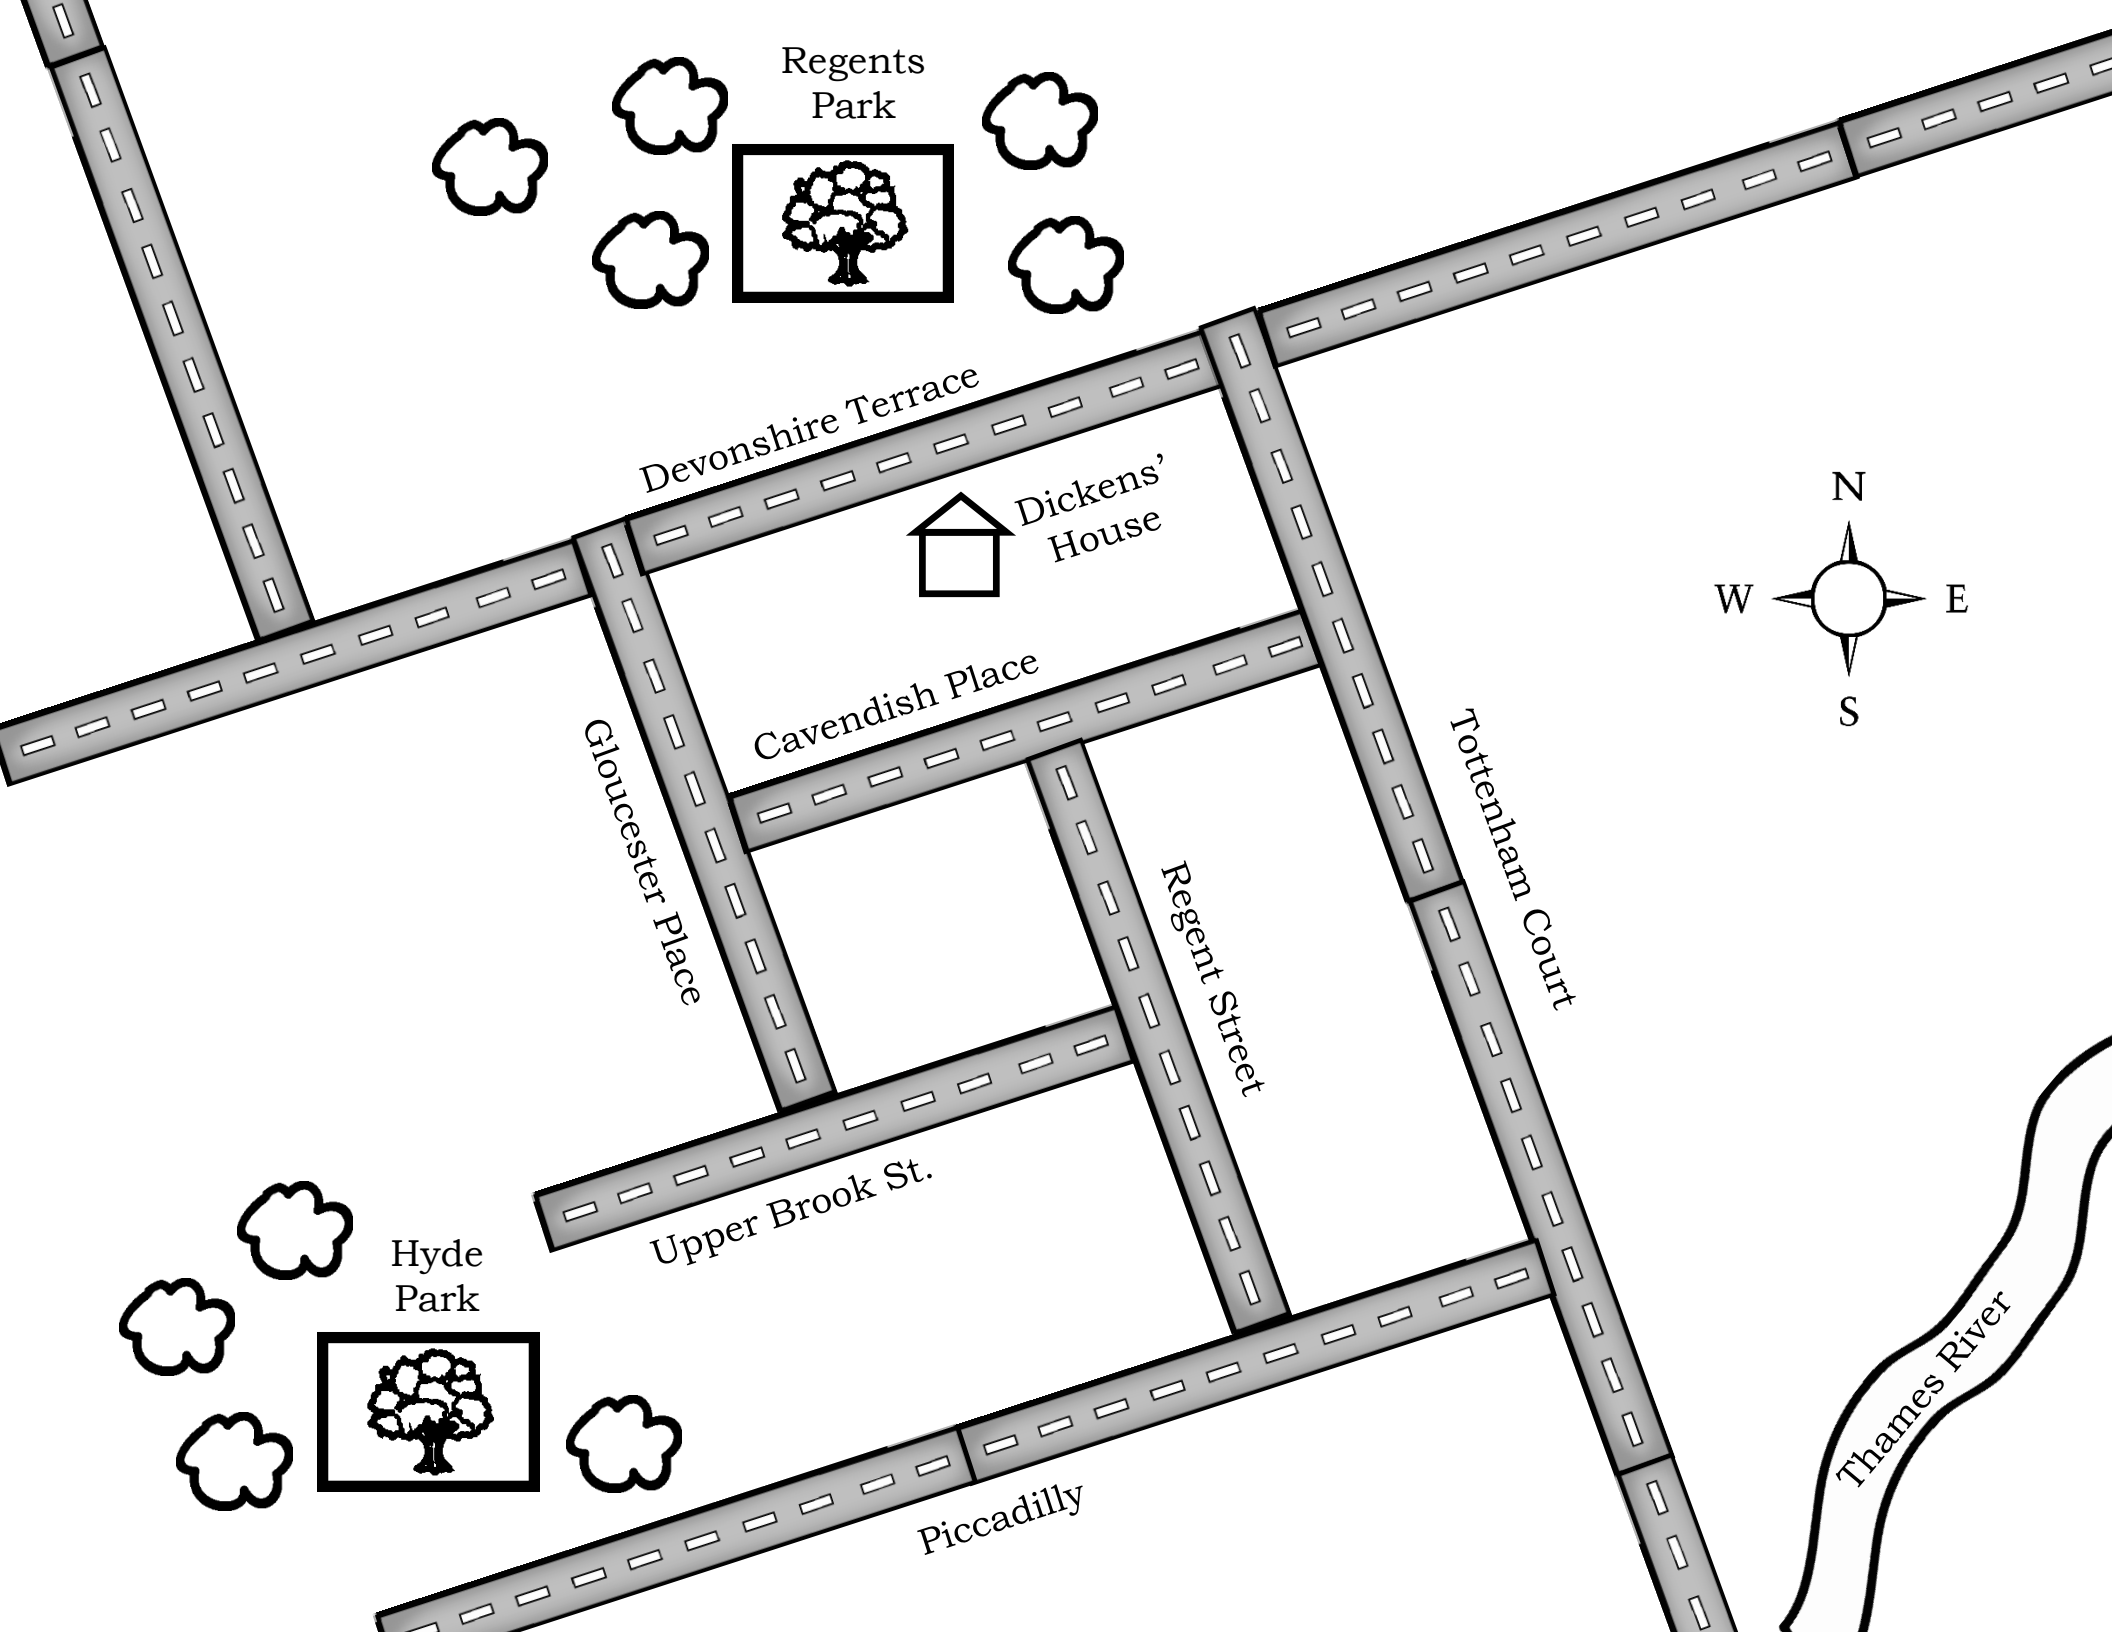 Regents
Park
Devonshire Terrace
Dickens’
House
N
W
E
S
Cavendish Place
Gloucester Place
Tottenham Court
Regent Street
Upper Brook St.
Hyde
Park
Thames River
Piccadilly